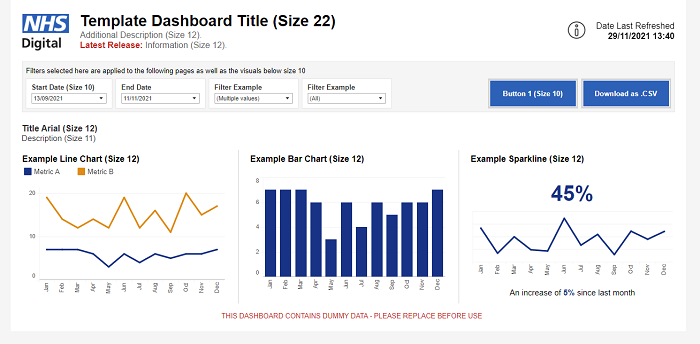 NHS
Digital
Template Dashboard Title (Size 22)
Additional Description (Size 12).
Latest Release: Information (Size 12).
Date Last Refreshed
29/11/2021 13:40
Filters selected here are applied to the following pages as well as the visuals below size 10
Start Date (Size 10)
13/09/2021
End Date
11/11/2021
Filter Example
(Multiple values)
Filter Example
(All)
Button 1 (Size 10)
Download as .CSV
Title Arial (Size 12)
Description (Size 11)
Example Line Chart (Size 12)
Metric A Metric B
20
10
0
Jan Feb Mar Apr May Jun Jul Aug Sep Oct Nov Dec
Example Bar Chart (Size 12)
8
6
4
2
0
Jan Feb Mar Apr May Jun Jul Aug Sep Oct Nov Dec
Example Sparkline (Size 12)
45%
Jan Feb Mar Apr May Jun Jul Aug Sep Oct Nov Dec
An increase of 5% since last month
THIS DASHBOARD CONTAINS DUMMY DATA - PLEASE REPLACE BEFORE USE